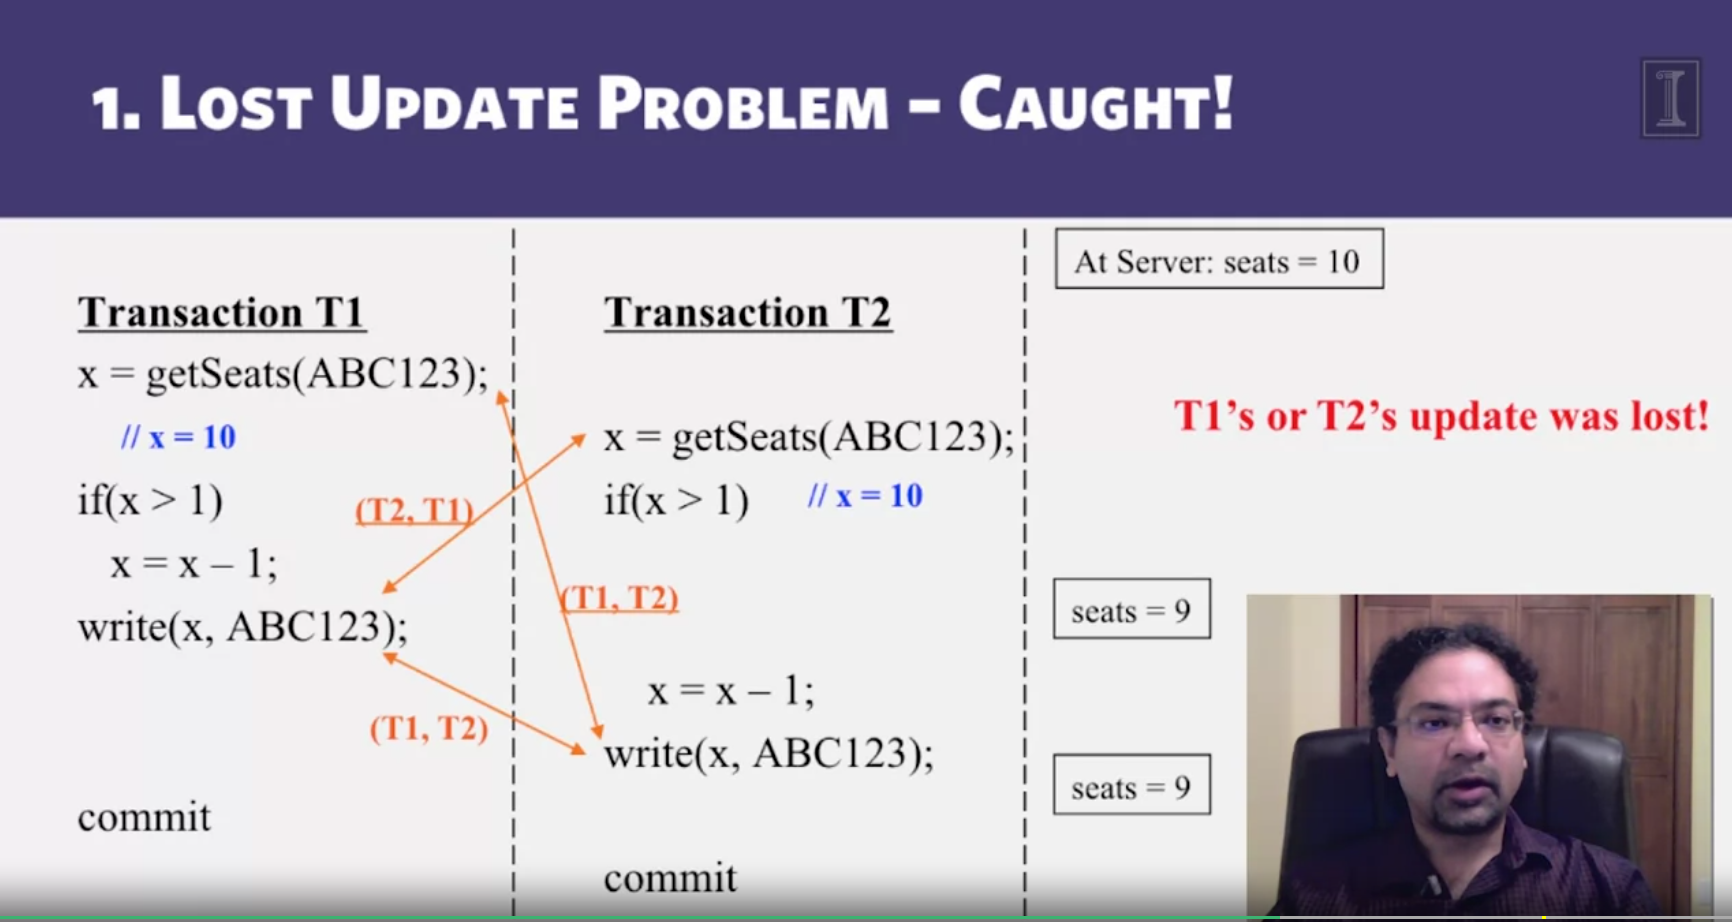 1. LOST UPDATE PROBLEM – CAUGHT!
I
At Server: seats = 10
Transaction T1
x = getSeats(ABC123);
// x = 10
if(x > 1)
x = x – 1;
write(x, ABC123);
commit
(T2, T1)
(T1, T2)
(T1, T2)
Transaction T2
x = getSeats(ABC123);
if(x > 1) // x = 10
x = x – 1;
write(x, ABC123);
commit
T1’s or T2’s update was lost!
seats = 9
seats = 9